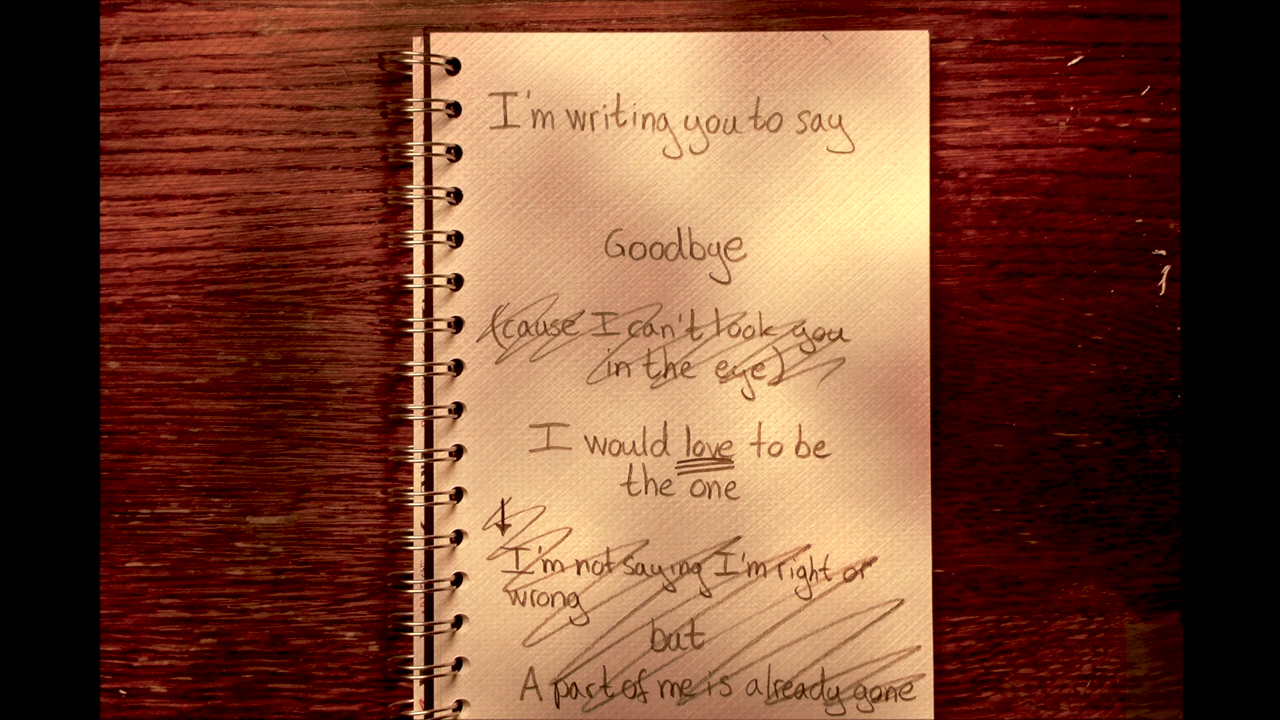 I'm writing you to say
Goodbye
(cause I can't look you
in the eye)
I would love to be
the one
I'm not saying I'm right or
wrong
but
A part of me is already gone